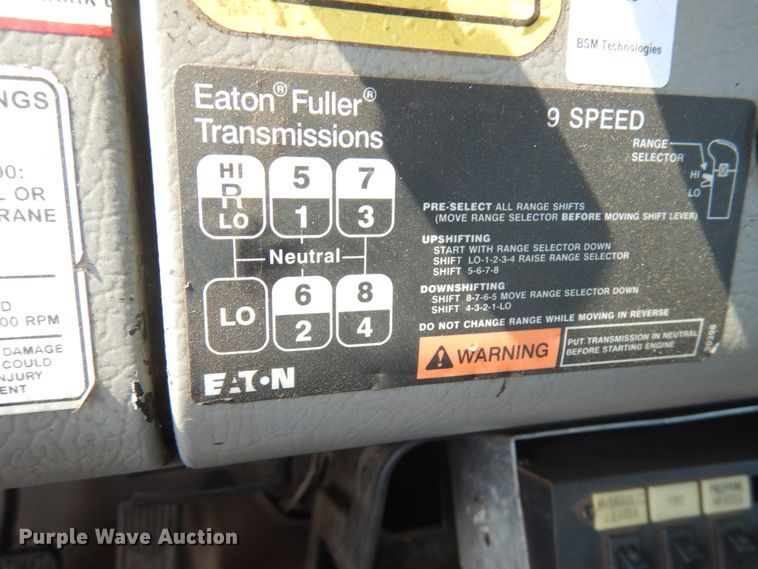 BSM Technologies
NGS
00:
L OR
RANE
D
00 RPM
DAMAGE
COULD
NJURY
ENT
Eaton® Fuller®
Transmissions
9 SPEED
RANGE
SELECTOR
HI
LO
HI 5 7
R
LO 1 3
Neutral
LO 6 8
2 4
PRE-SELECT ALL RANGE SHIFTS
(MOVE RANGE SELECTOR BEFORE MOVING SHIFT LEVER)
UPSHIFTING
START WITH RANGE SELECTOR DOWN
SHIFT LO-1-2-3-4 RAISE RANGE SELECTOR
SHIFT 5-6-7-8
DOWNSHIFTING
SHIFT 8-7-6-5 MOVE RANGE SELECTOR DOWN
SHIFT 4-3-2-1-LO
DO NOT CHANGE RANGE WHILE MOVING IN REVERSE
WARNING
PUT TRANSMISSION IN NEUTRAL
BEFORE STARTING ENGINE
EATON
Purple Wave Auction